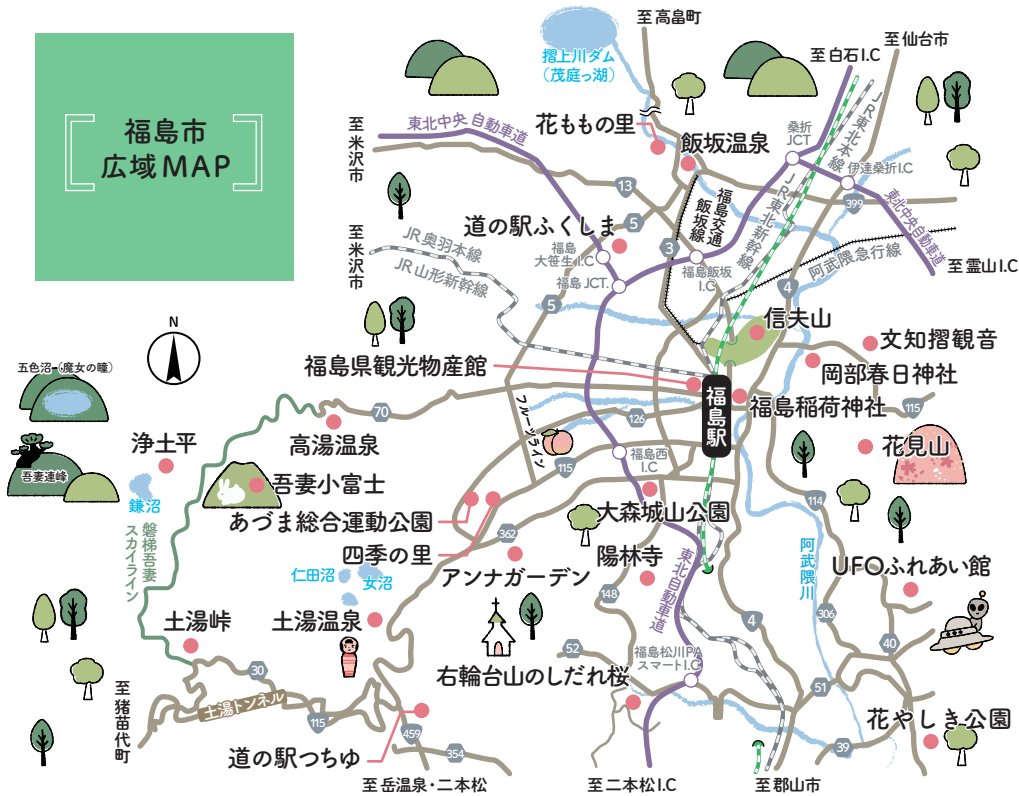 福島市
広域MAP
至高畠町
至仙台市
至白石I.C
摺上川ダム
(茂庭っ湖)
至米沢市
東北中央自動車道
花ももの里
飯坂温泉
桑折
JCT
JR東北本線
伊達桑折I.C
13
399
福島交通
飯坂線
JR東北新幹線
東北中央自動車道
5
道の駅ふくしま
3
至米沢市
JR奥羽本線
JR山形新幹線
福島
大笹生I.C
福島JCT.
福島飯坂
I.C
阿武隈急行線
至霊山I.C
4
5
信夫山
文知摺観音
福島県観光物産館
岡部春日神社
五色沼(魔女の瞳)
N
福島駅
福島稲荷神社
115
70
フルーツライン
126
高湯温泉
浄土平
福島西
I.C
花見山
115
吾妻連峰
吾妻小富士
鎌沼
あづま総合運動公園
大森城山公園
114
磐梯吾妻
スカイライン
362
四季の里
陽林寺
阿武隈川
UFOふれあい館
仁田沼
女沼
アンナガーデン
東北自動車道
148
306
土湯峠
土湯温泉
4
40
52
福島松川PA
スマートI.C
30
右輪台山のしだれ桜
51
至猪苗代町
土湯トンネル
115
花やしき公園
459
39
道の駅つちゆ
354
至岳温泉・二本松
至二本松I.C
至郡山市